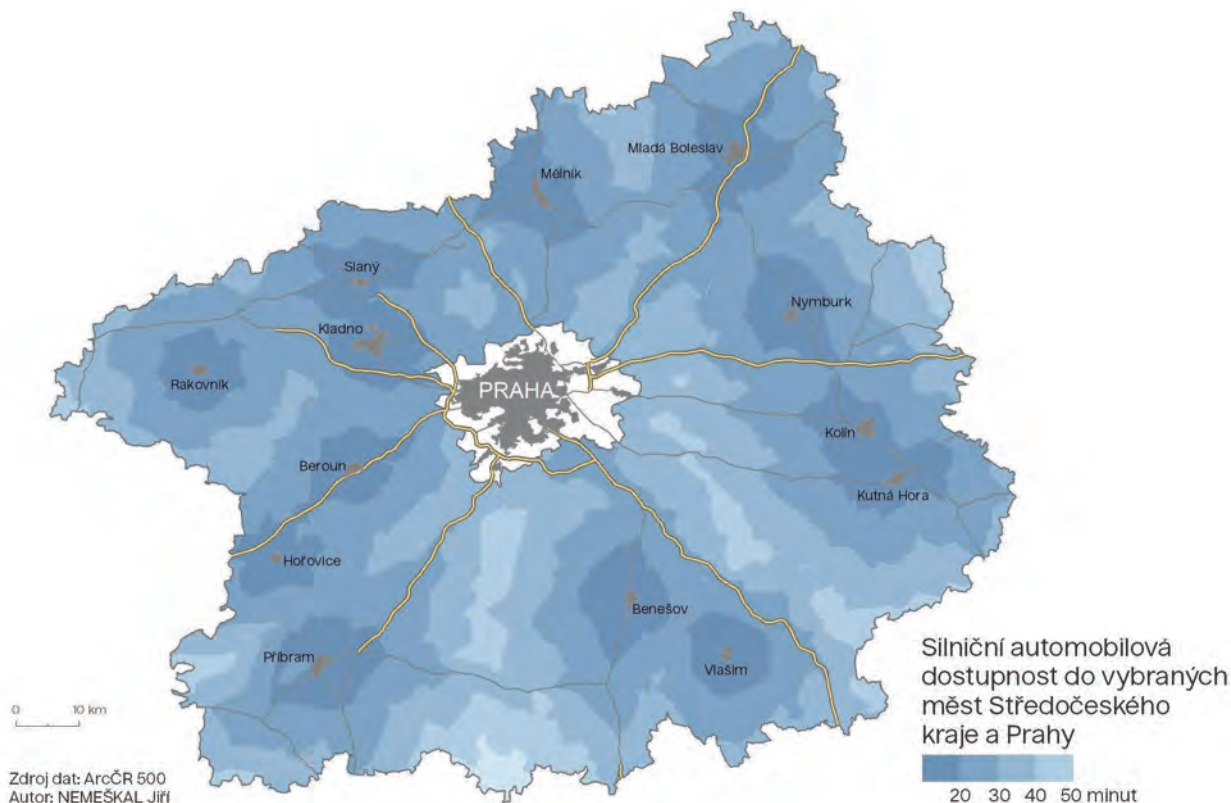 Mladá Boleslav
Mělník
Slaný
Nymburk
Kladno
Rakovník
PRAHA
Kolín
Beroun
Kutná Hora
Hořovice
Benešov
Příbram
Vlašim
Silniční automobilová
dostupnost do vybraných
měst Středočeského
kraje a Prahy
20 30 40 50 minut
0 10 km
Zdroj dat: ArcČR 500
Autor: NEMEŠKAL Jiří